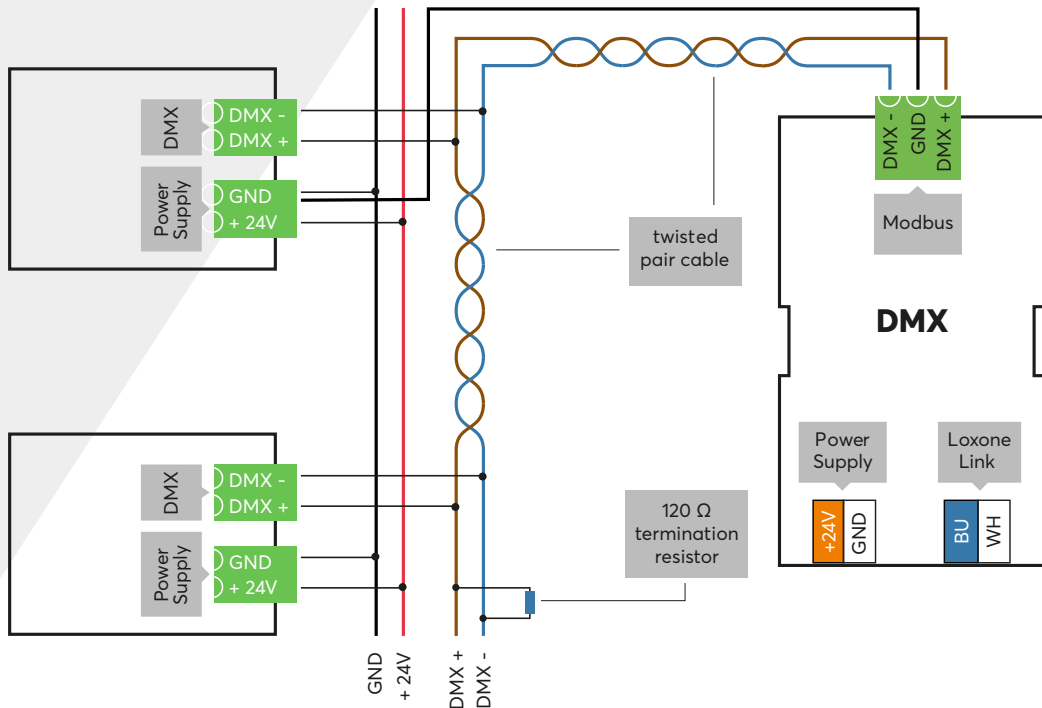 DMX
DMX -
DMX +
Power
Supply
GND
+ 24V
DMX -
GND
DMX +
Modbus
twisted
pair cable
DMX
Power
Supply
+24V
GND
Loxone
Link
BU
WH
DMX
DMX -
DMX +
Power
Supply
GND
+ 24V
120 Ω
termination
resistor
GND
+ 24V
DMX +
DMX -